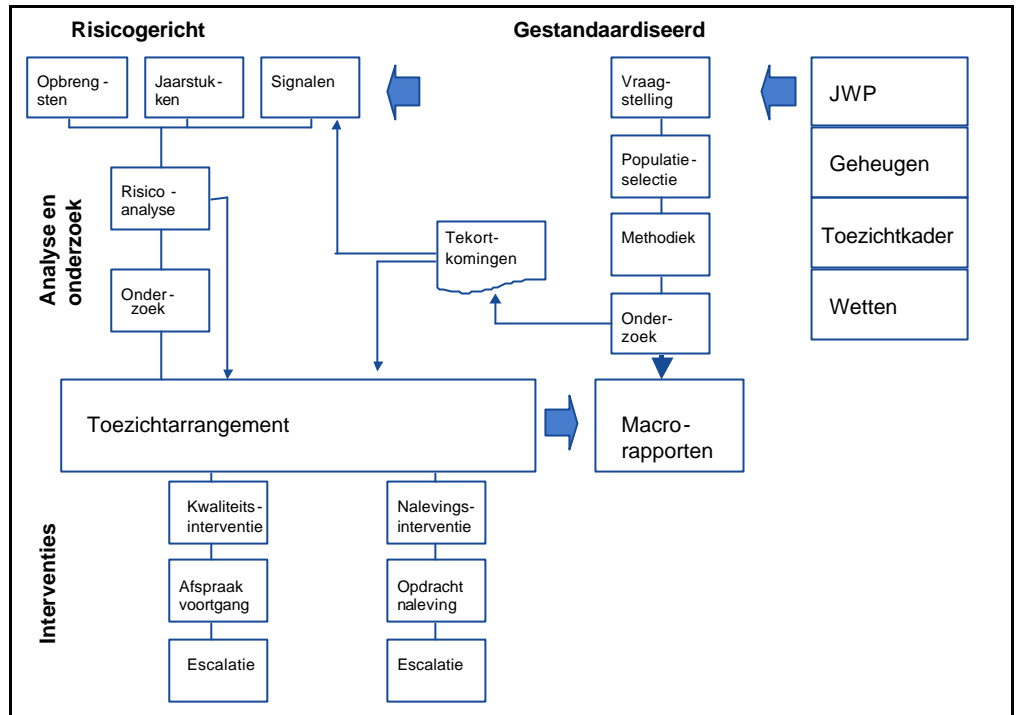 Risicogericht
Gestandaardiseerd
Opbreng -
sten
Jaarstuk-
ken
Signalen
Vraag-
stelling
JWP
Geheugen
Toezichtkader
Wetten
Populatie-
selectie
Methodiek
Onder-
zoek
Risico -
analyse
Onder-
zoek
Tekort-
komingen
Analyse en
onderzoek
Toezichtarrangement
Macro-
rapporten
Interventies
Kwaliteits-
interventie
Afspraak
voortgang
Escalatie
Nalevings-
interventie
Opdracht
naleving
Escalatie